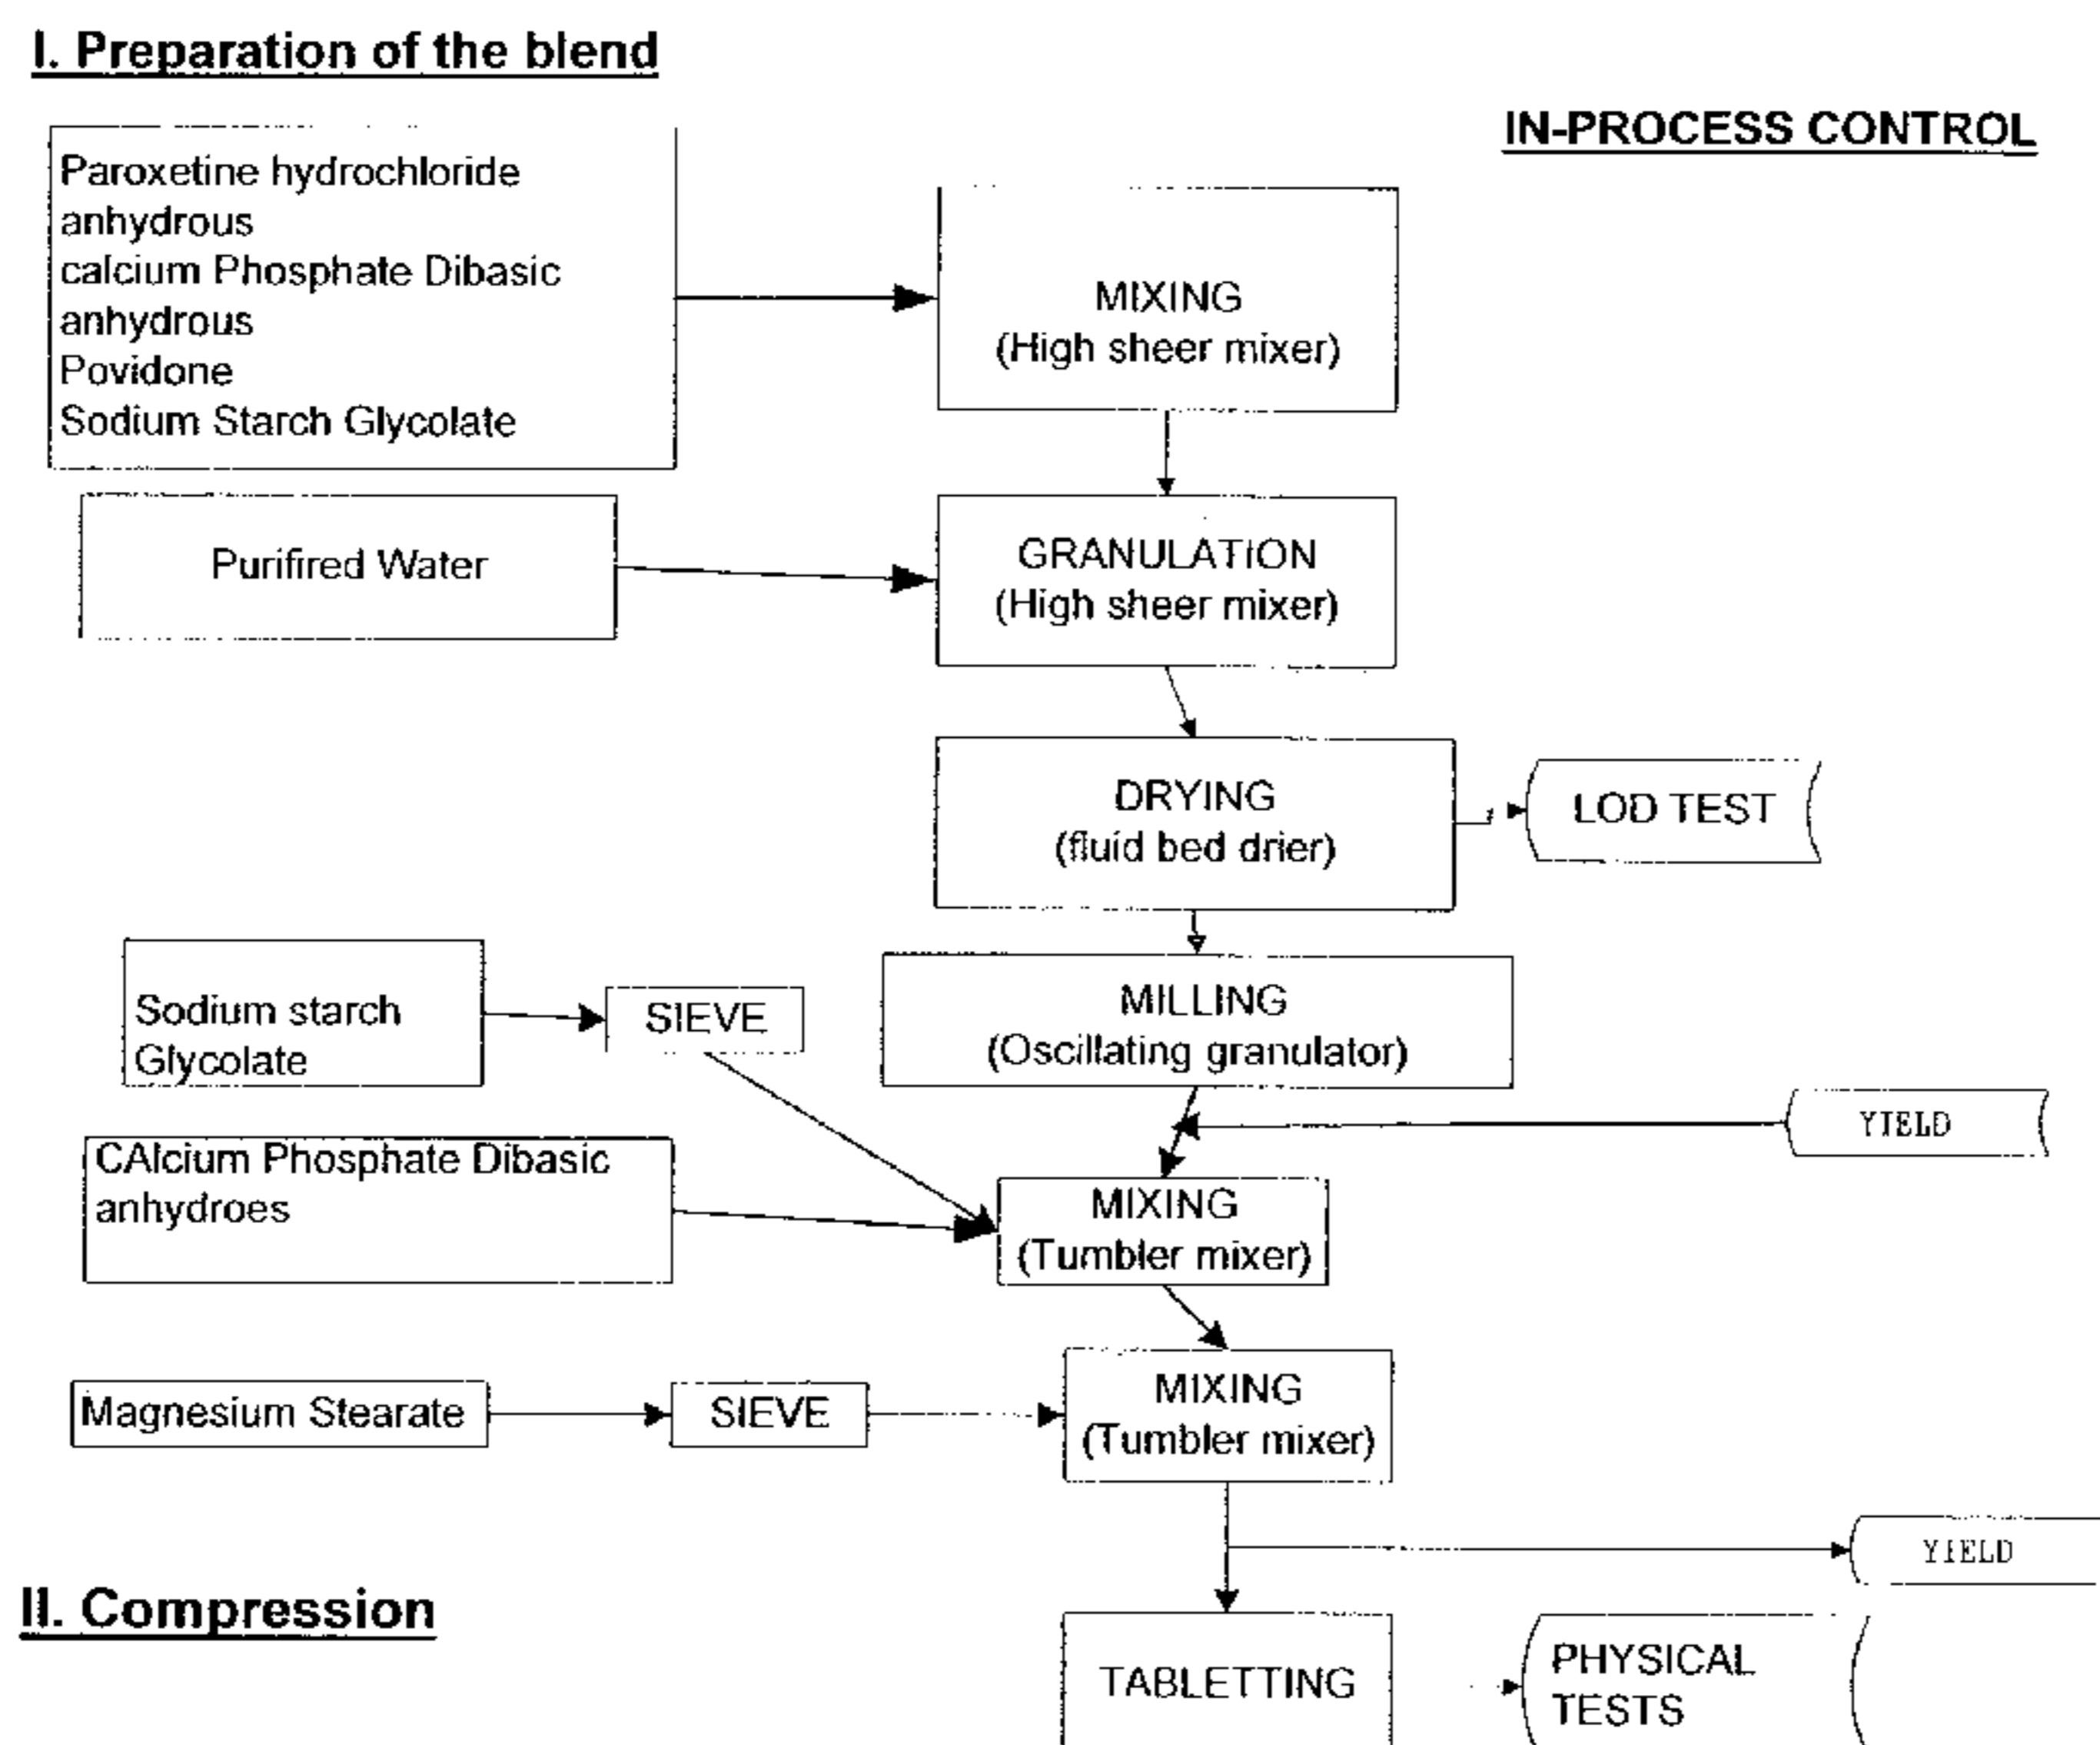 I. Preparation of the blend
IN-PROCESS CONTROL
Paroxetine hydrochloride
anhydrous
calcium Phosphate Dibasic
anhydrous
Povidone
Sodium Starch Glycolate
MIXING
(High sheer mixer)
Purifired Water
GRANULATION
(High sheer mixer)
DRYING
(fluid bed drier)
LOD TEST
Sodium starch
Glycolate
SIEVE
MILLING
(Oscillating granulator)
YIELD
CAlcium Phosphate Dibasic
anhydroes
MIXING
(Tumbler mixer)
Magnesium Stearate
SIEVE
MIXING
(Tumbler mixer)
YIELD
II. Compression
TABLETTING
PHYSICAL
TESTS